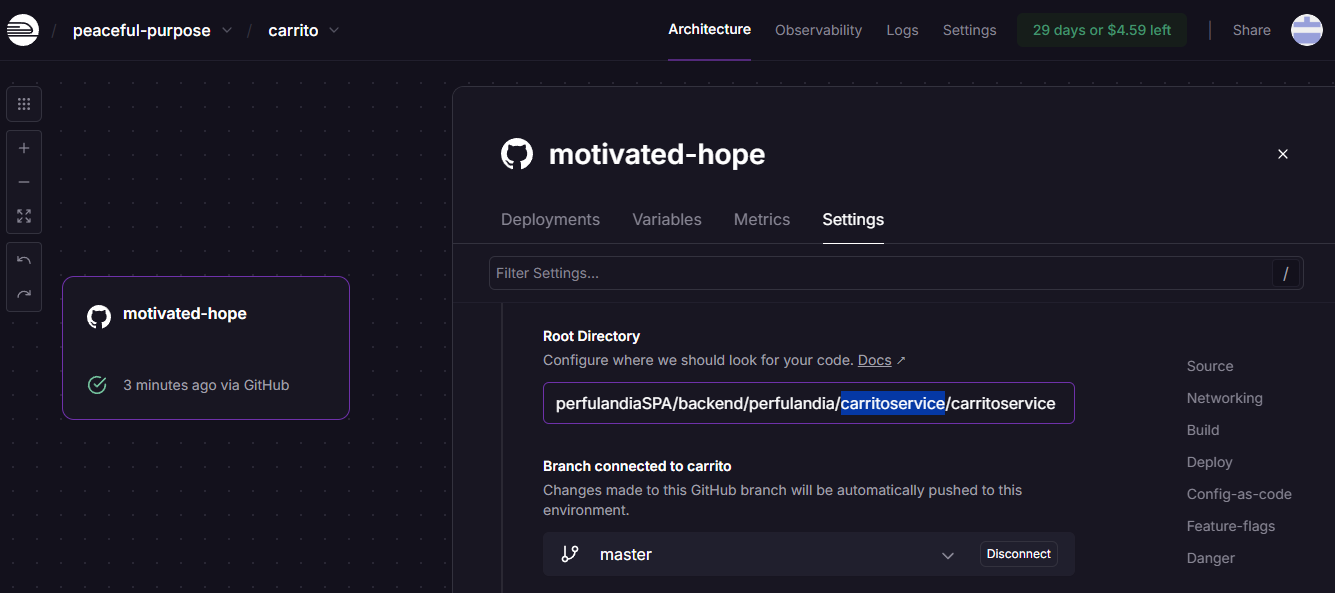 / peaceful-purpose / carrito
Architecture Observability Logs Settings 29 days or $4.59 left Share
motivated-hope
Deployments Variables Metrics Settings
Filter Settings... /
motivated-hope
3 minutes ago via GitHub
Root Directory
Configure where we should look for your code. Docs ↗
perfulandiaSPA/backend/perfulandia/carritoservice/carritoservice
Branch connected to carrito
Changes made to this GitHub branch will be automatically pushed to this
environment.
master Disconnect
Source
Networking
Build
Deploy
Config-as-code
Feature-flags
Danger